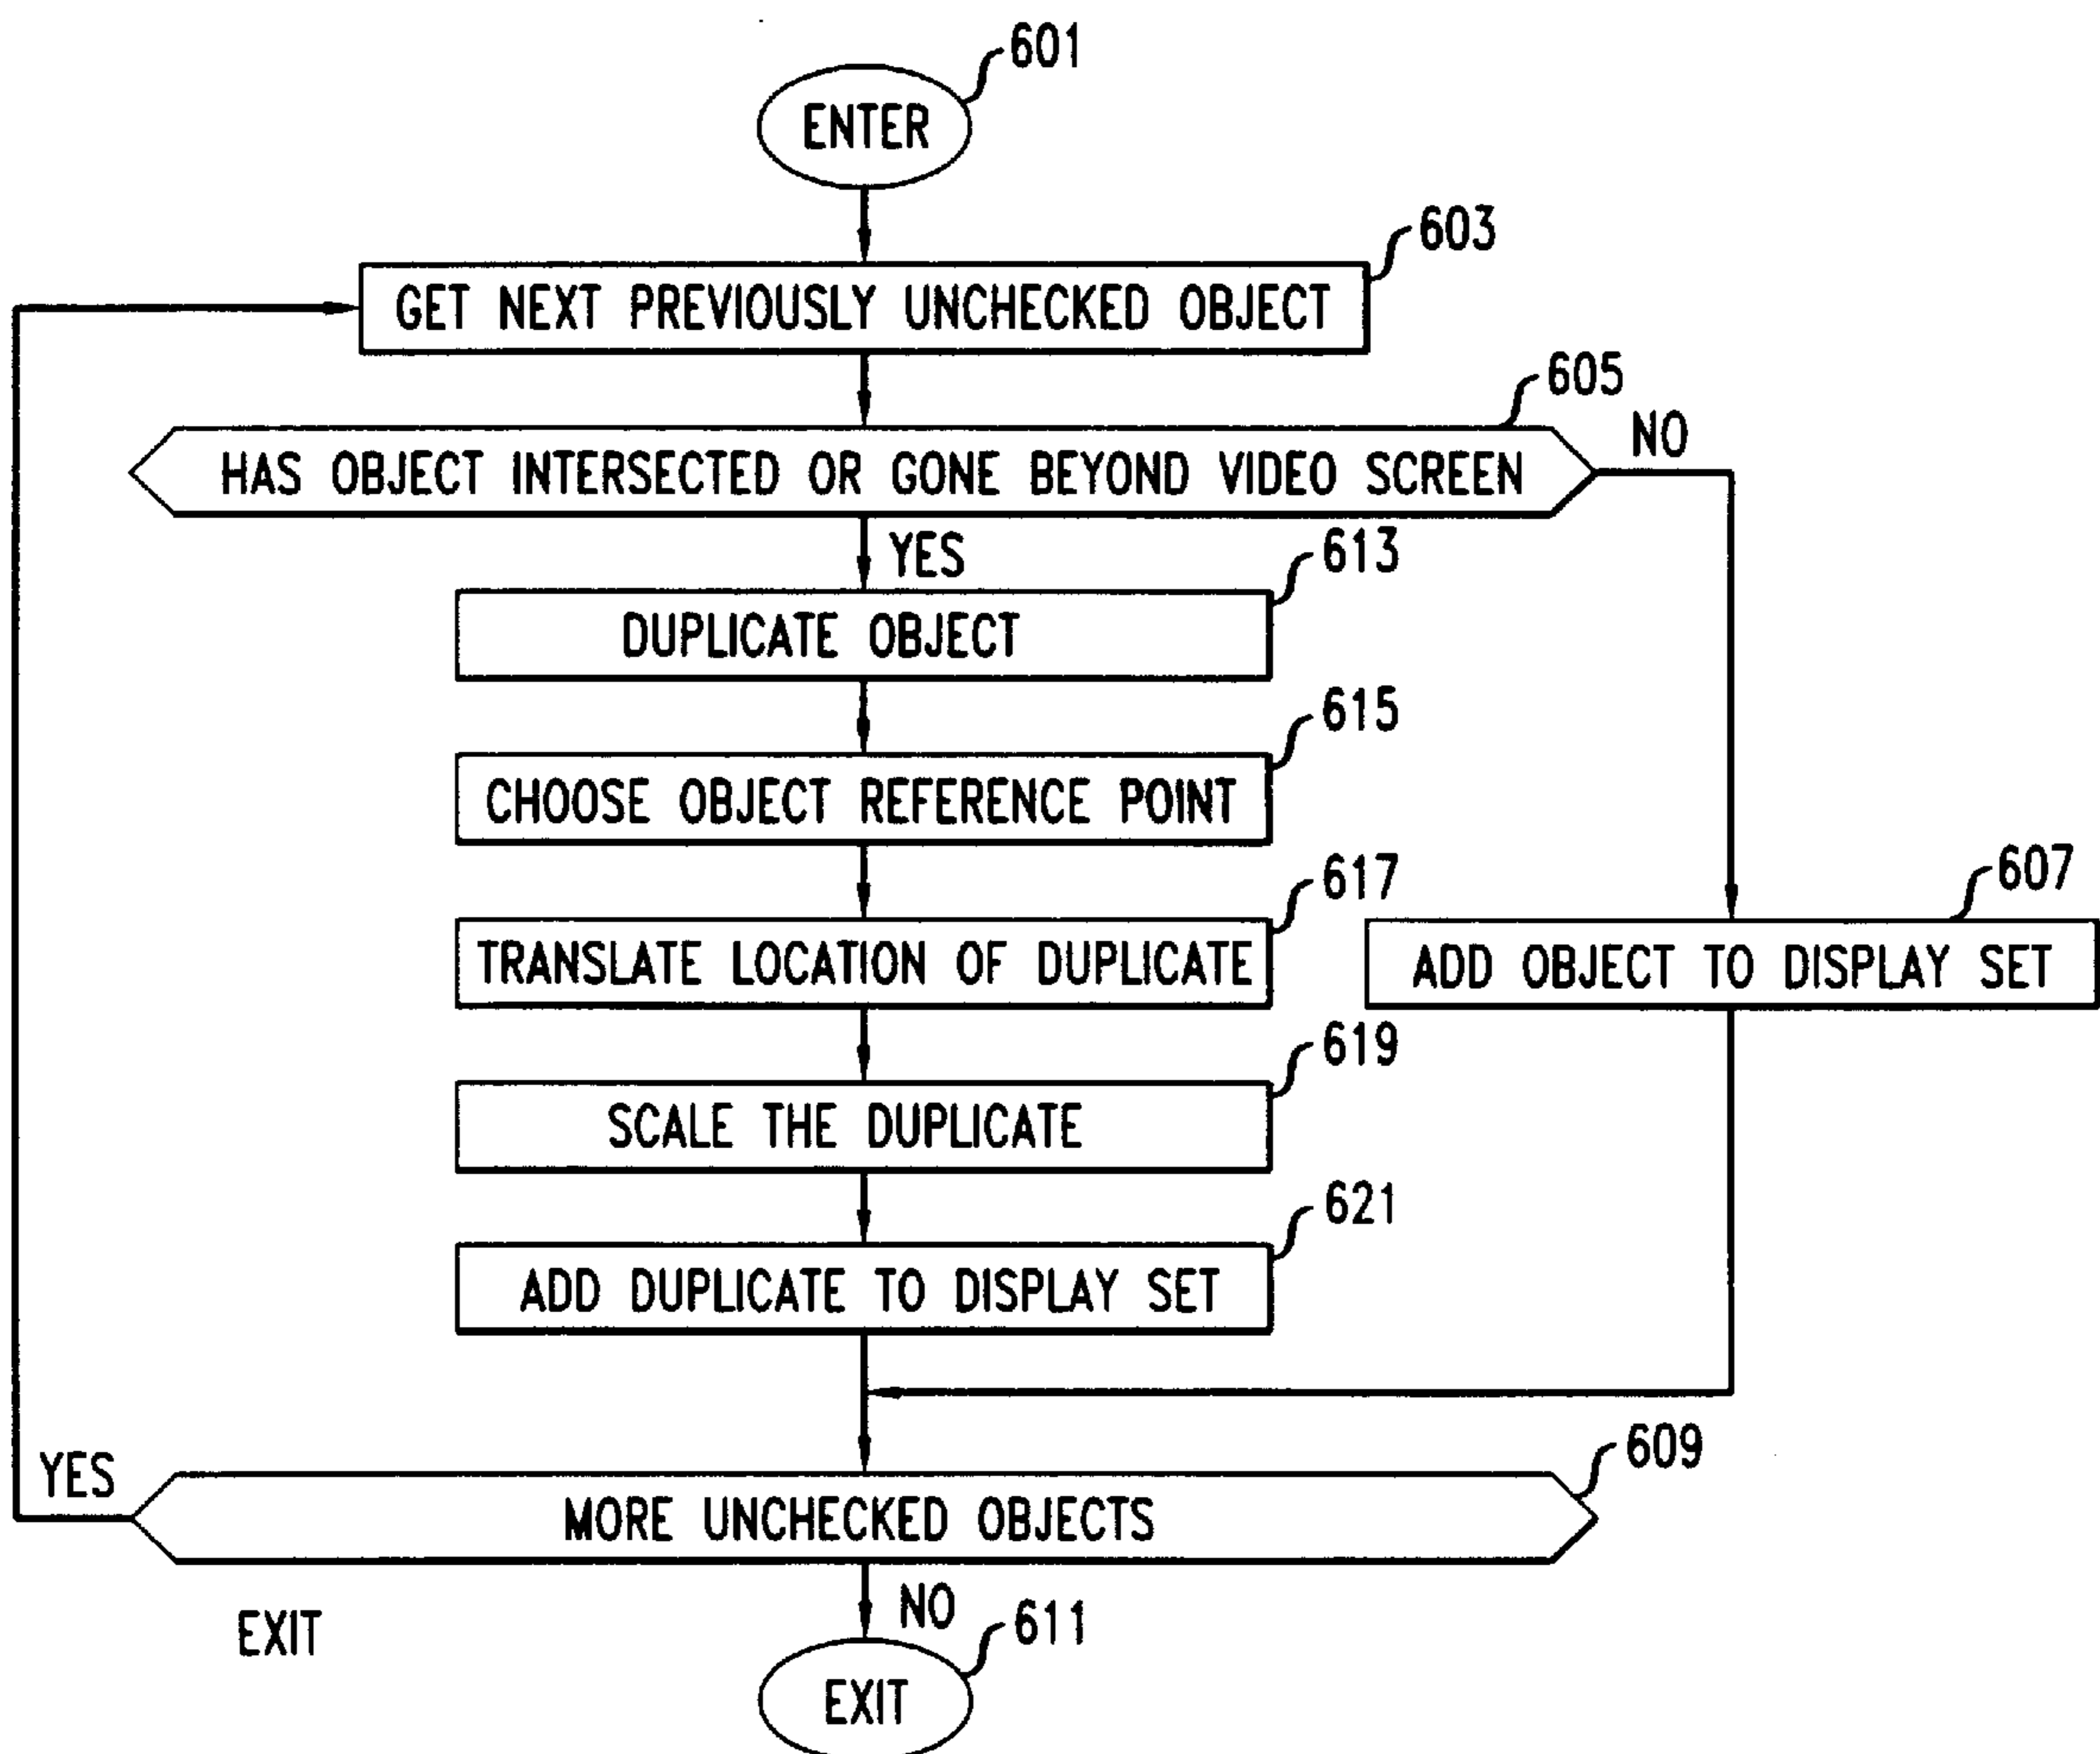 601
ENTER
603
GET NEXT PREVIOUSLY UNCHECKED OBJECT
605
HAS OBJECT INTERSECTED OR GONE BEYOND VIDEO SCREEN
NO
YES
613
DUPLICATE OBJECT
615
CHOOSE OBJECT REFERENCE POINT
617
TRANSLATE LOCATION OF DUPLICATE
607
ADD OBJECT TO DISPLAY SET
619
SCALE THE DUPLICATE
621
ADD DUPLICATE TO DISPLAY SET
609
YES
MORE UNCHECKED OBJECTS
NO
EXIT
611
EXIT